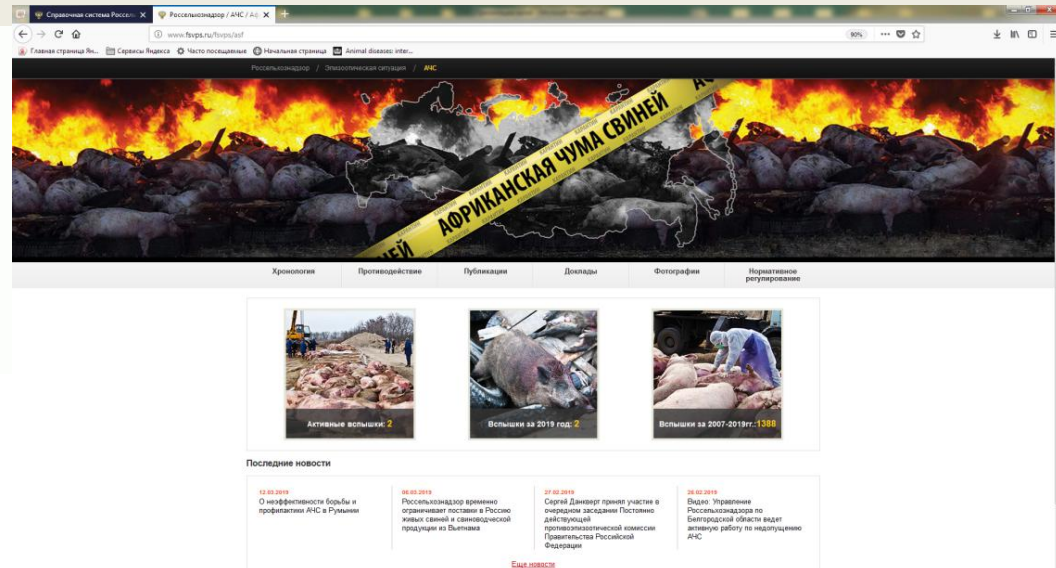 Справочная система Россель
Россельхознадзор / АЧС / Аф
www.fsvps.ru/fsvps/asf
90%
Главная страница Ян...
Сервисы Яндекса
Часто посещаемые
Начальная страница
Animal diseases: inter...
Россельхознадзор / Эпизоотическая ситуация / АЧС
АФРИКАНСКАЯ ЧУМА СВИНЕЙ
НЕЙ
КАРАНТИН
Хронология
Противодействие
Публикации
Доклады
Фотографии
Нормативное
регулирование
Активные вспышки: 2
Вспышки за 2019 год: 2
Вспышки за 2007-2019гг.:1388
Последние новости
12.03.2019
О неэффективности борьбы и
профилактики АЧС в Румынии
06.03.2019
Россельхознадзор временно
ограничивает поставки в Россию
живых свиней и свиноводческой
продукции из Вьетнама
27.02.2019
Сергей Данкверт принял участие в
очередном заседании Постоянно
действующей
противоэпизоотической комиссии
Правительства Российской
Федерации
26.02.2019
Видео: Управление
Россельхознадзора по
Белгородской области ведет
активную работу по недопущению
АЧС
Еще новости